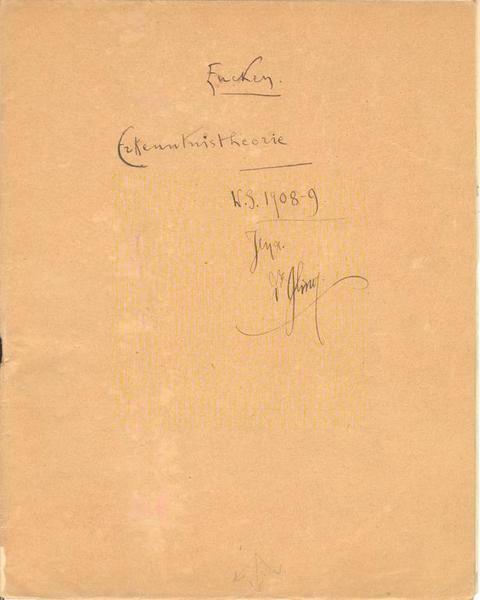 Eucken.
Erkenntnistheorie
W.S. 1908-9
Jena.